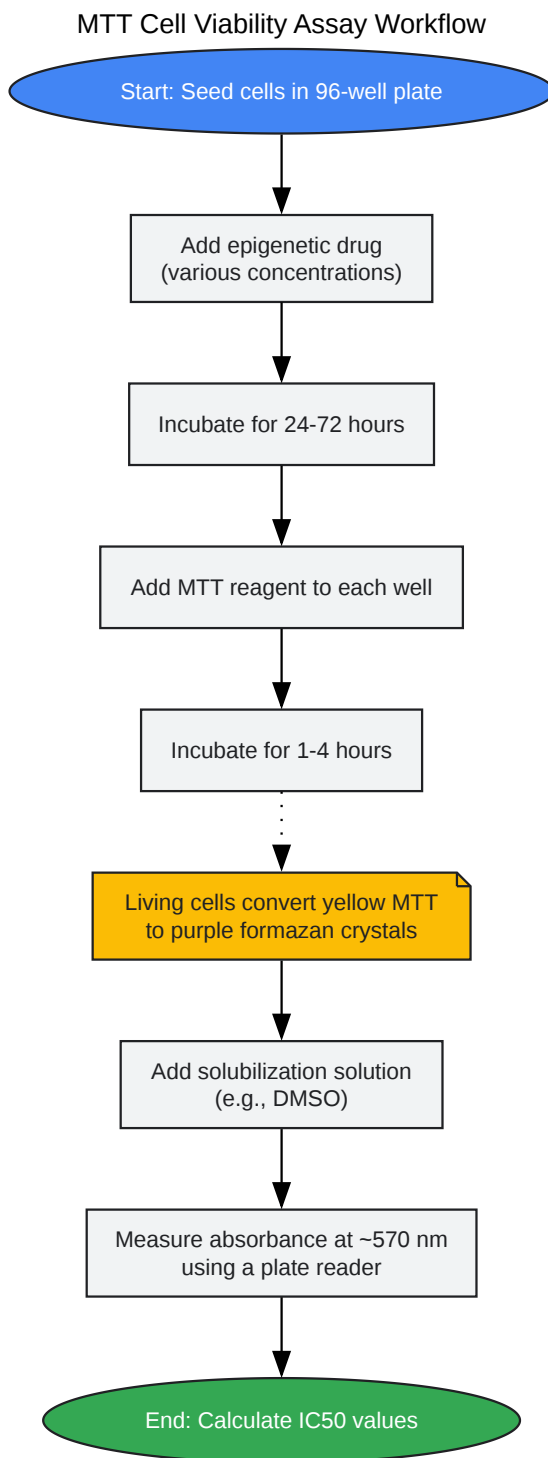 MTT Cell Viability Assay Workflow
Start: Seed cells in 96-well plate
Add epigenetic drug
(various concentrations)
Incubate for 24-72 hours
Add MTT reagent to each well
Incubate for 1-4 hours
Living cells convert yellow MTT
to purple formazan crystals
Add solubilization solution
(e.g., DMSO)
Measure absorbance at ~570 nm
using a plate reader
End: Calculate IC50 values